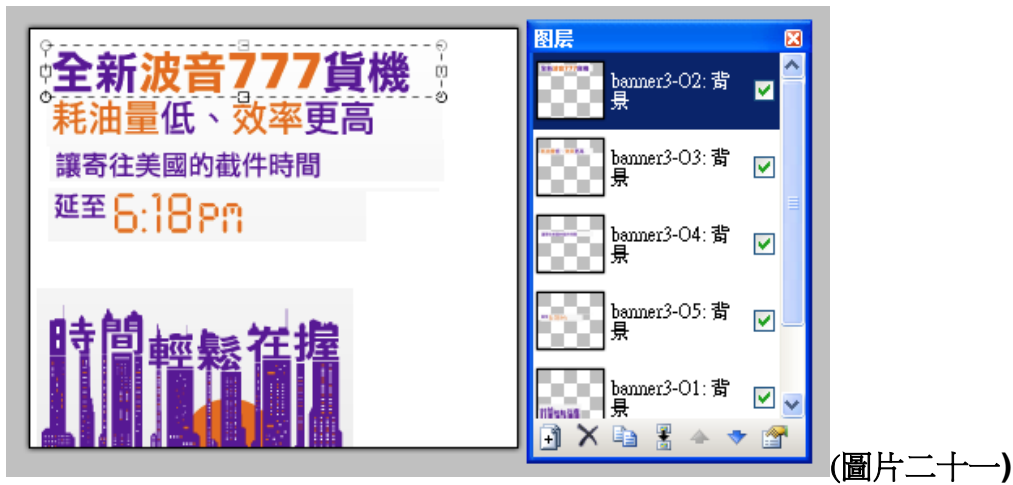 全新波音777貨機
耗油量低、效率更高
讓寄往美國的截件時間
延至 6:18PM
時間輕鬆在握
图层
banner3-02: 背
景
banner3-03: 背
景
banner3-04: 背
景
banner3-05: 背
景
banner3-01: 背
景
(圖片二十一)